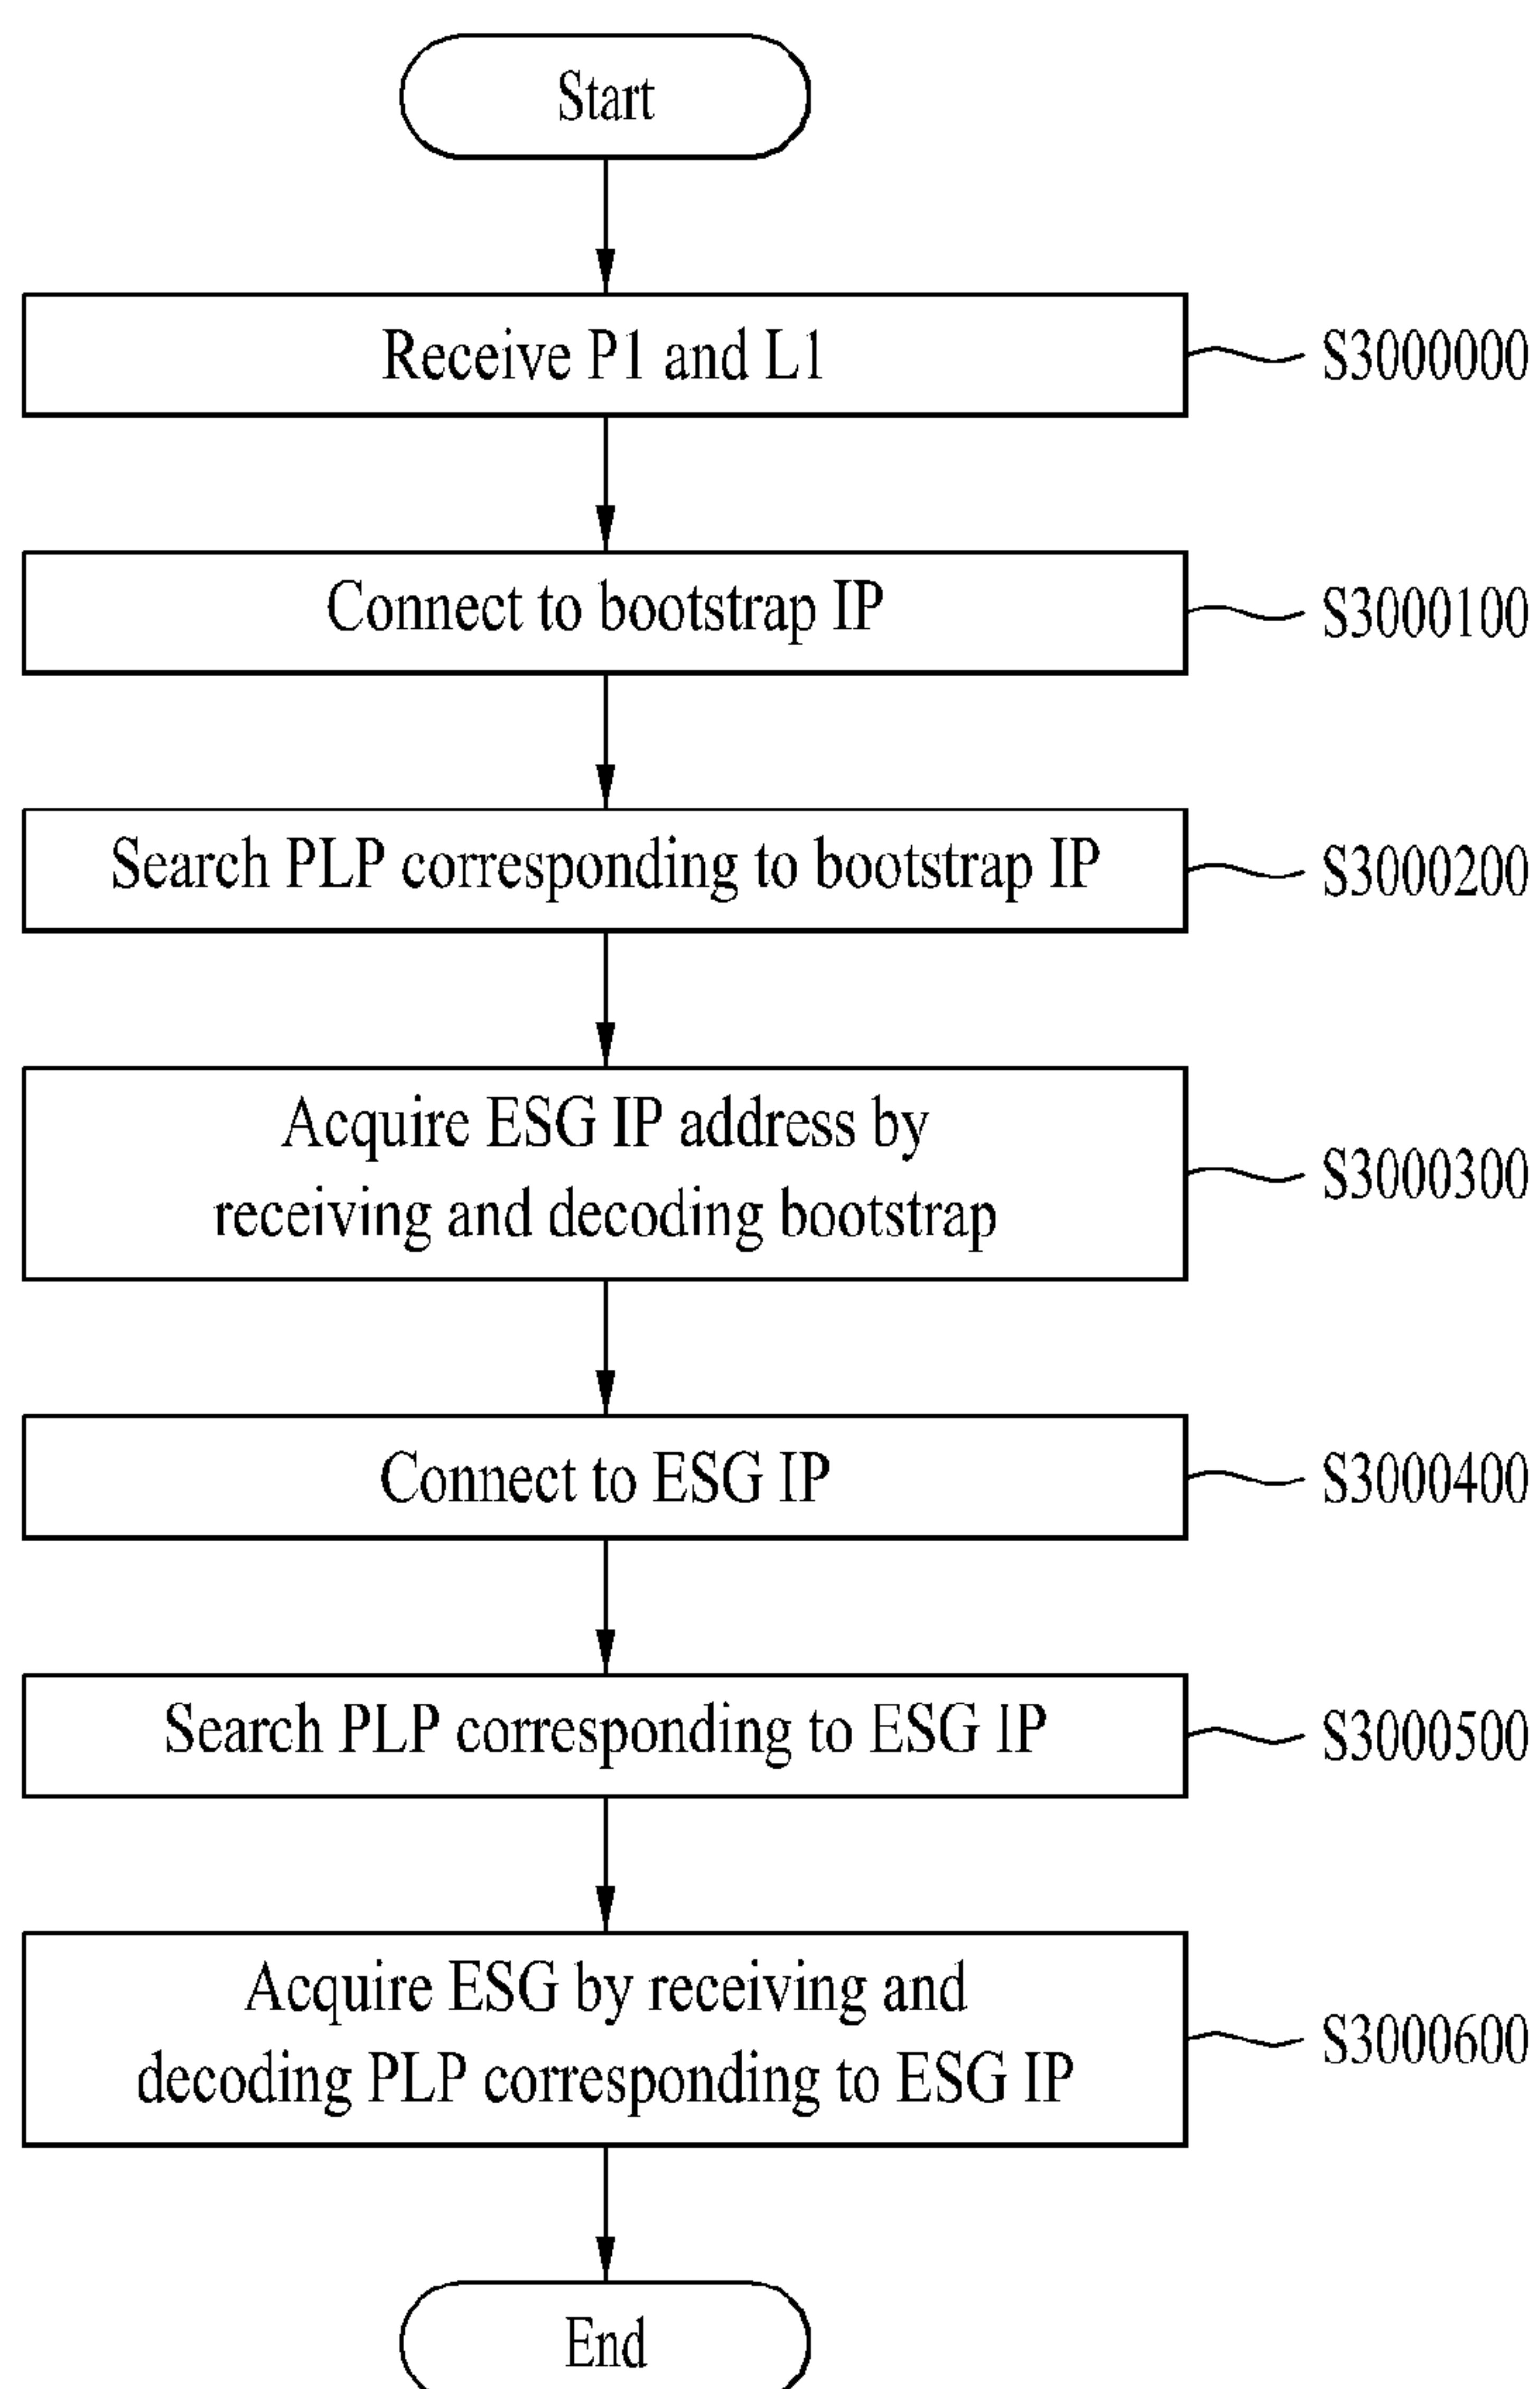 Start
Receive P1 and L1
S3000000
Connect to bootstrap IP
S3000100
Search PLP corresponding to bootstrap IP
S3000200
Acquire ESG IP address by
receiving and decoding bootstrap
S3000300
Connect to ESG IP
S3000400
Search PLP corresponding to ESG IP
S3000500
Acquire ESG by receiving and
decoding PLP corresponding to ESG IP
S3000600
End